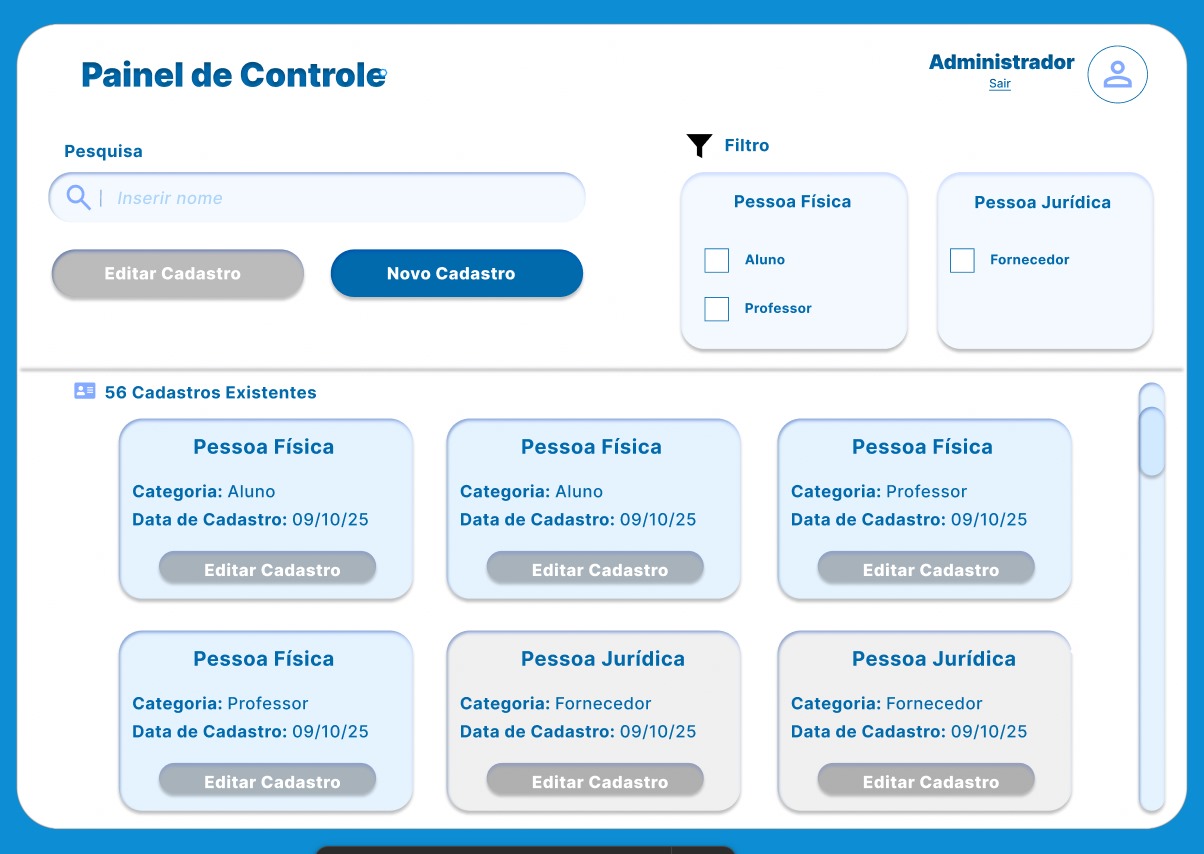 Painel de Controle
Administrador
Sair
Pesquisa
Filtro
Inserir nome
Editar Cadastro
Novo Cadastro
Pessoa Física
Aluno
Professor
Pessoa Jurídica
Fornecedor
56 Cadastros Existentes
Pessoa Física
Categoria: Aluno
Data de Cadastro: 09/10/25
Editar Cadastro
Pessoa Física
Categoria: Aluno
Data de Cadastro: 09/10/25
Editar Cadastro
Pessoa Física
Categoria: Professor
Data de Cadastro: 09/10/25
Editar Cadastro
Pessoa Física
Categoria: Professor
Data de Cadastro: 09/10/25
Editar Cadastro
Pessoa Jurídica
Categoria: Fornecedor
Data de Cadastro: 09/10/25
Editar Cadastro
Pessoa Jurídica
Categoria: Fornecedor
Data de Cadastro: 09/10/25
Editar Cadastro